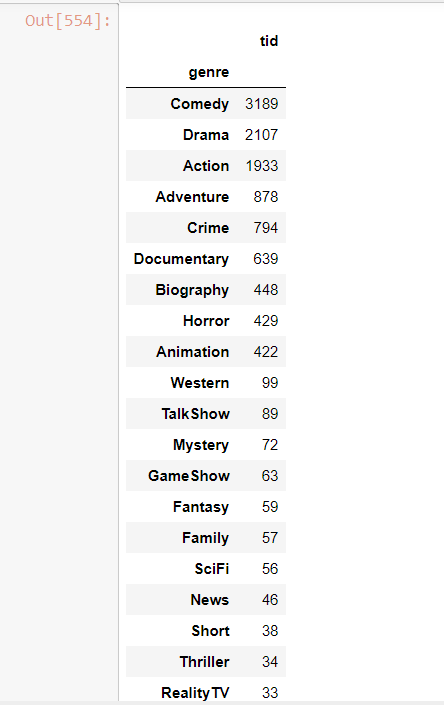 Out[554]:
tid
genre
Comedy 3189
Drama 2107
Action 1933
Adventure 878
Crime 794
Documentary 639
Biography 448
Horror 429
Animation 422
Western 99
TalkShow 89
Mystery 72
GameShow 63
Fantasy 59
Family 57
SciFi 56
News 46
Short 38
Thriller 34
RealityTV 33